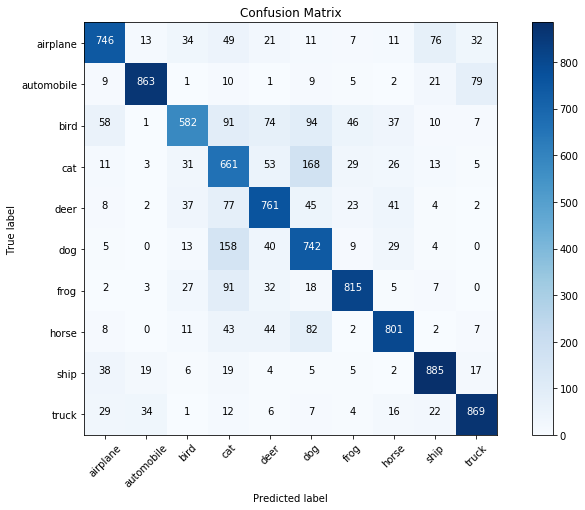 Confusion Matrix
airplane 746 13 34 49 21 11 7 11 76 32
automobile 9 863 1 10 1 9 5 2 21 79
bird 58 1 582 91 74 94 46 37 10 7
cat 11 3 31 661 53 168 29 26 13 5
deer 8 2 37 77 761 45 23 41 4 2
dog 5 0 13 158 40 742 9 29 4 0
frog 2 3 27 91 32 18 815 5 7 0
horse 8 0 11 43 44 82 2 801 2 7
ship 38 19 6 19 4 5 5 2 885 17
truck 29 34 1 12 6 7 4 16 22 869
airplane automobile bird cat deer dog frog horse ship truck
Predicted label
True label
800
700
600
500
400
300
200
100
0